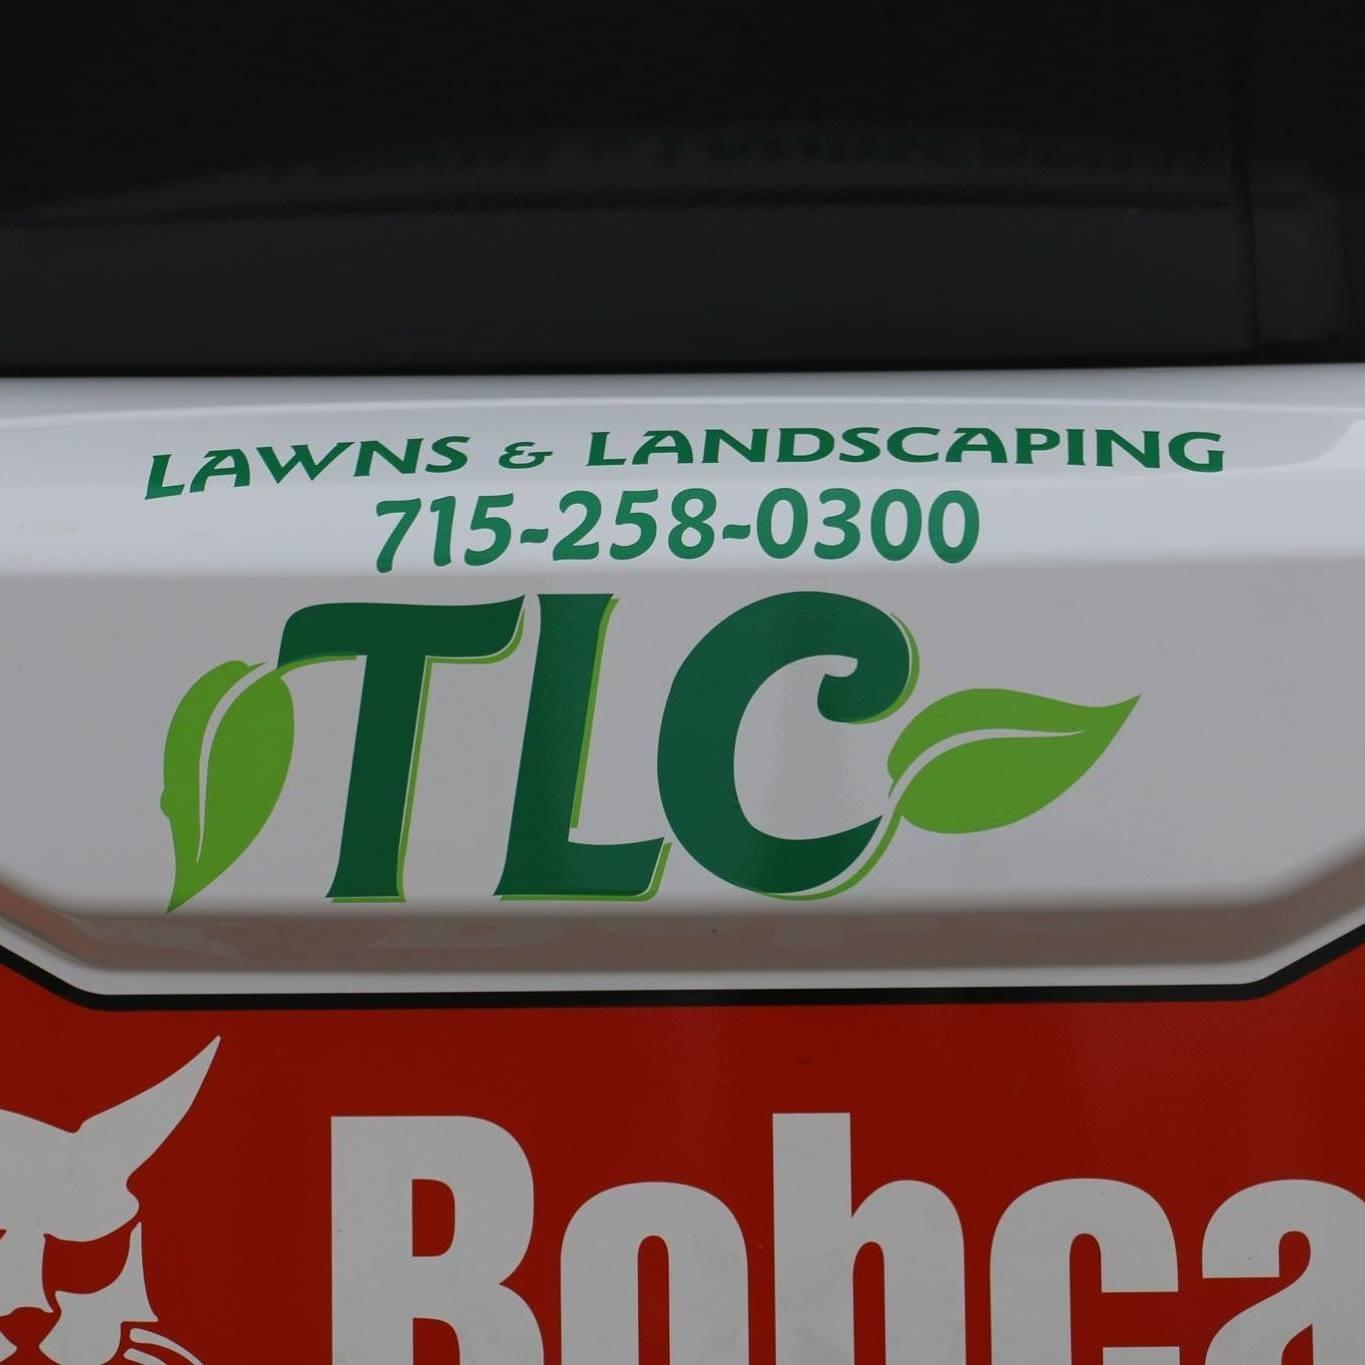 LAWNS & LANDSCAPING
715-258-0300
TLC
Bobca